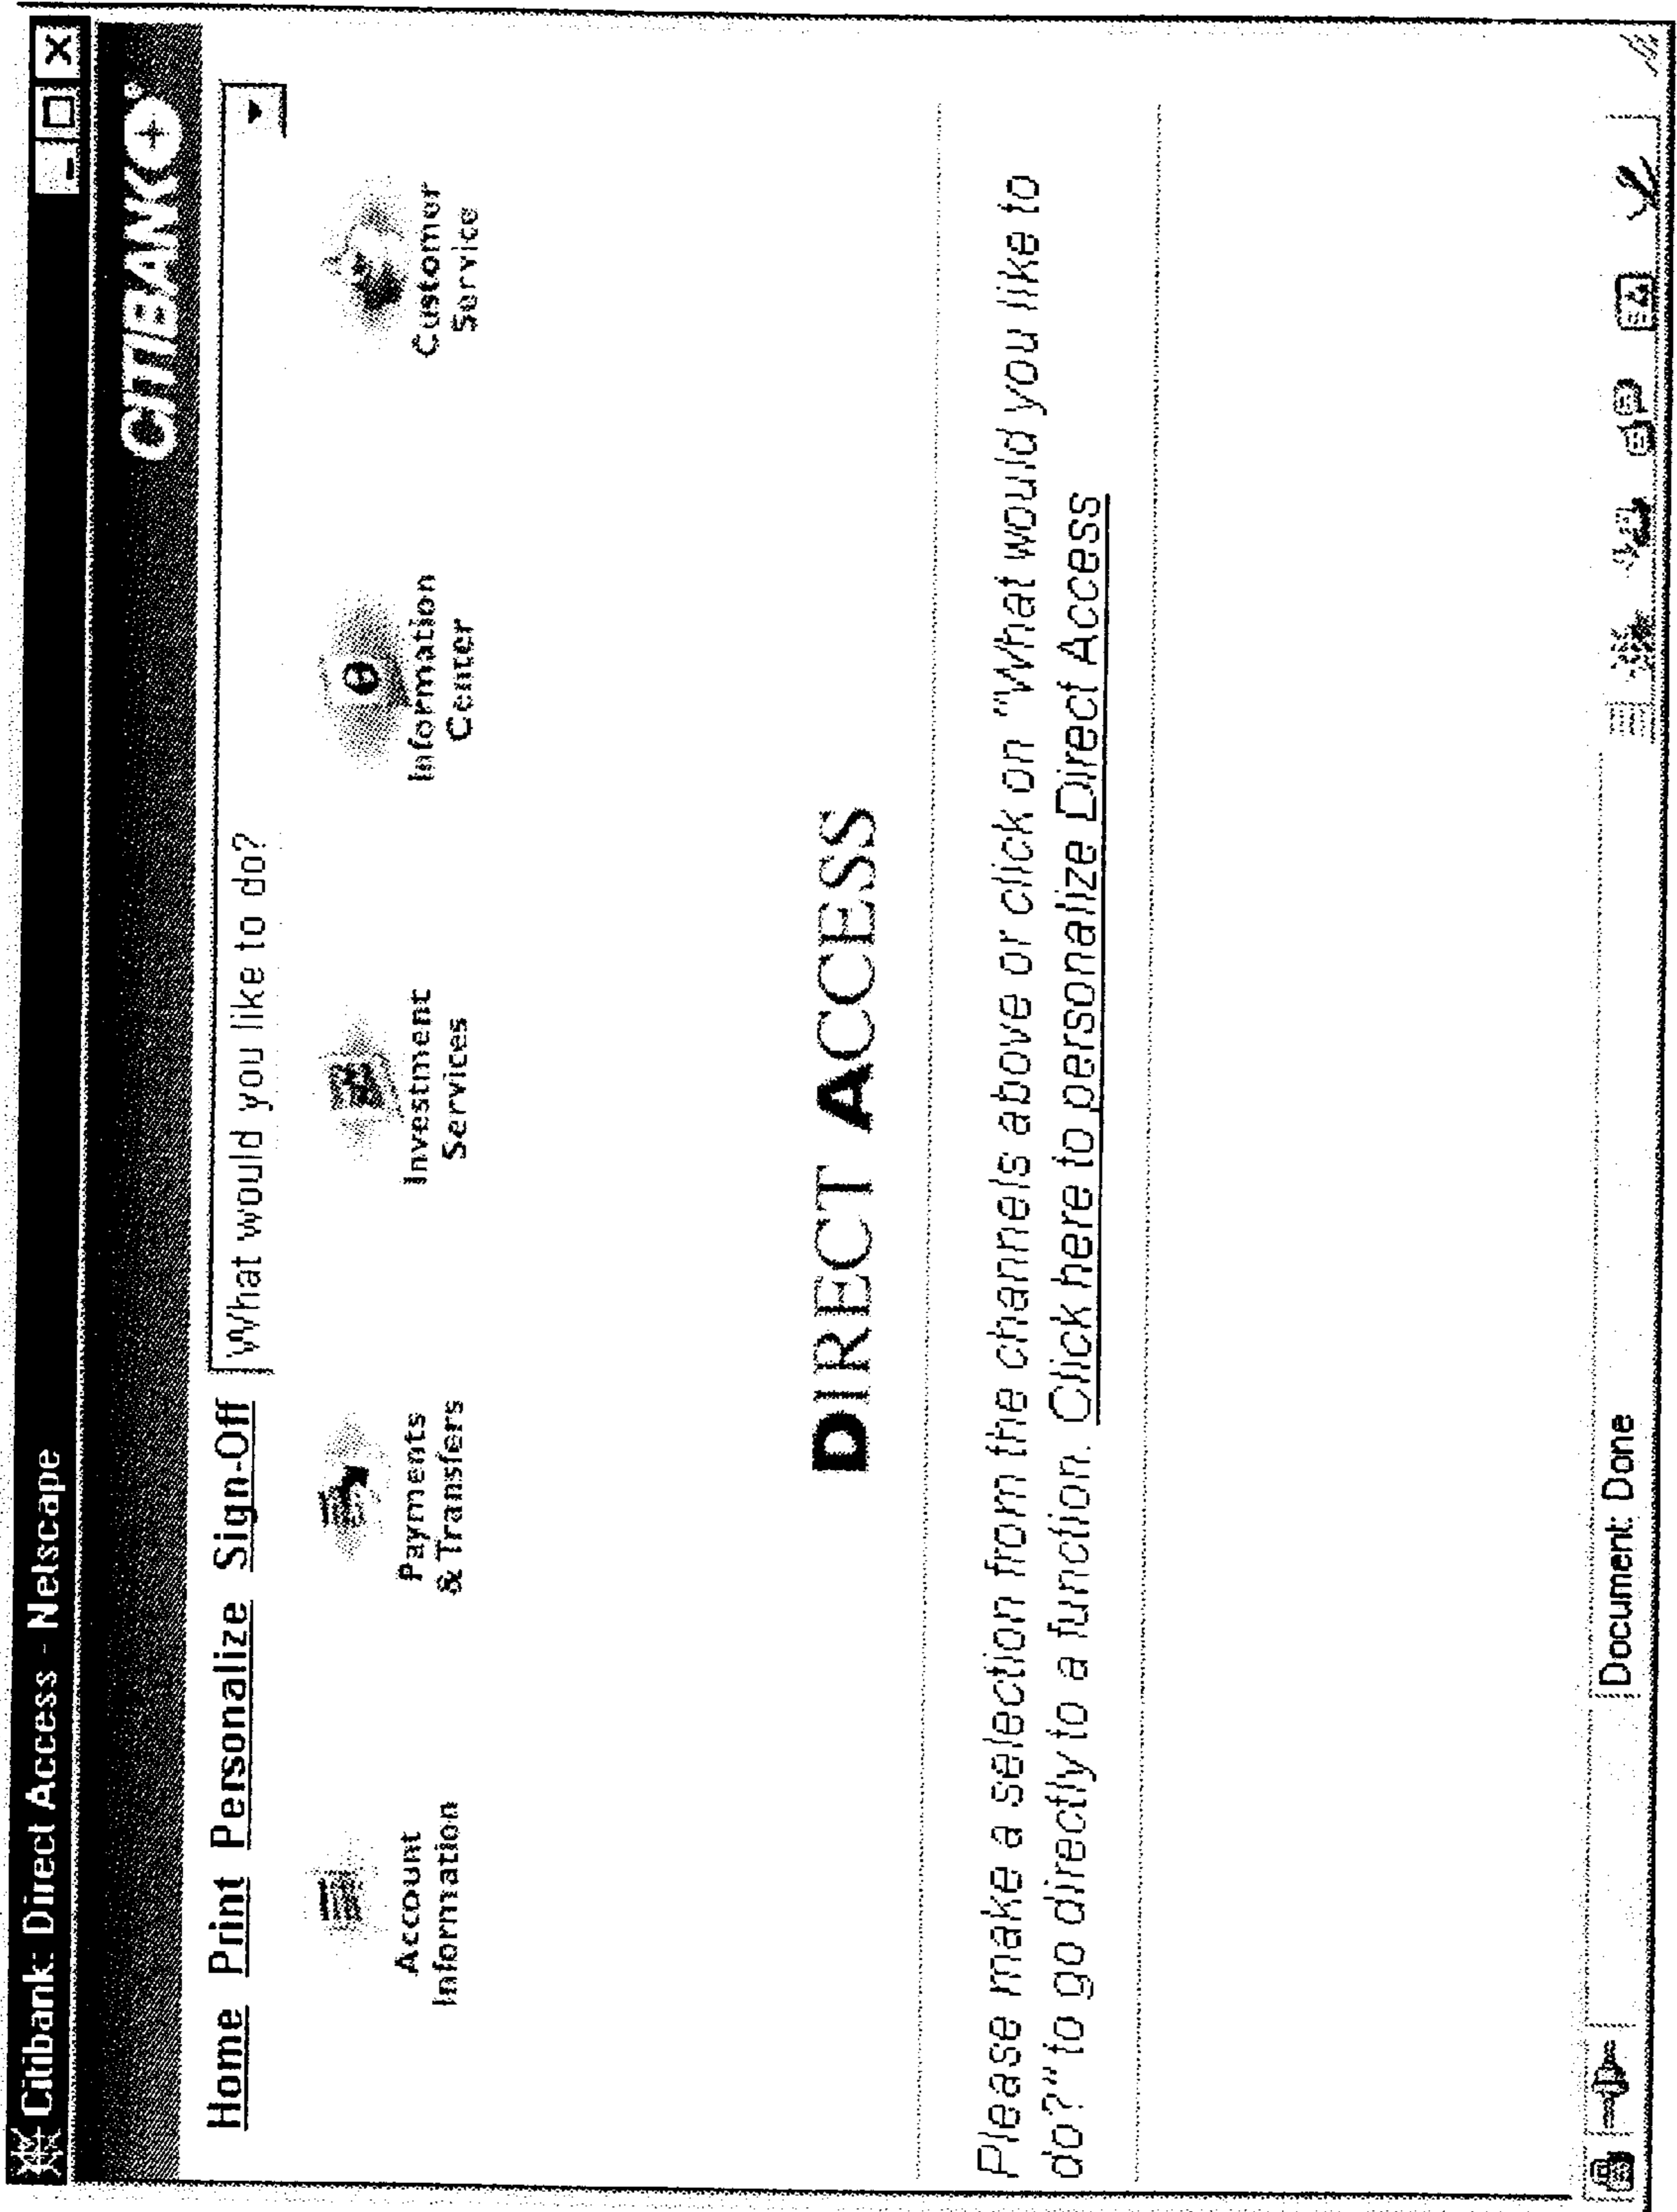 Citibank: Direct Access - Netscape
CITIBANK
Home Print Personalize Sign-Off What would you like to do?
Account
Information
Payments
& Transfers
Investment
Services
Information
Center
Customer
Service
DIRECT ACCESS
Please make a selection from the channels above or click on "What would you like to
do?" to go directly to a function. Click here to personalize Direct Access
Document: Done